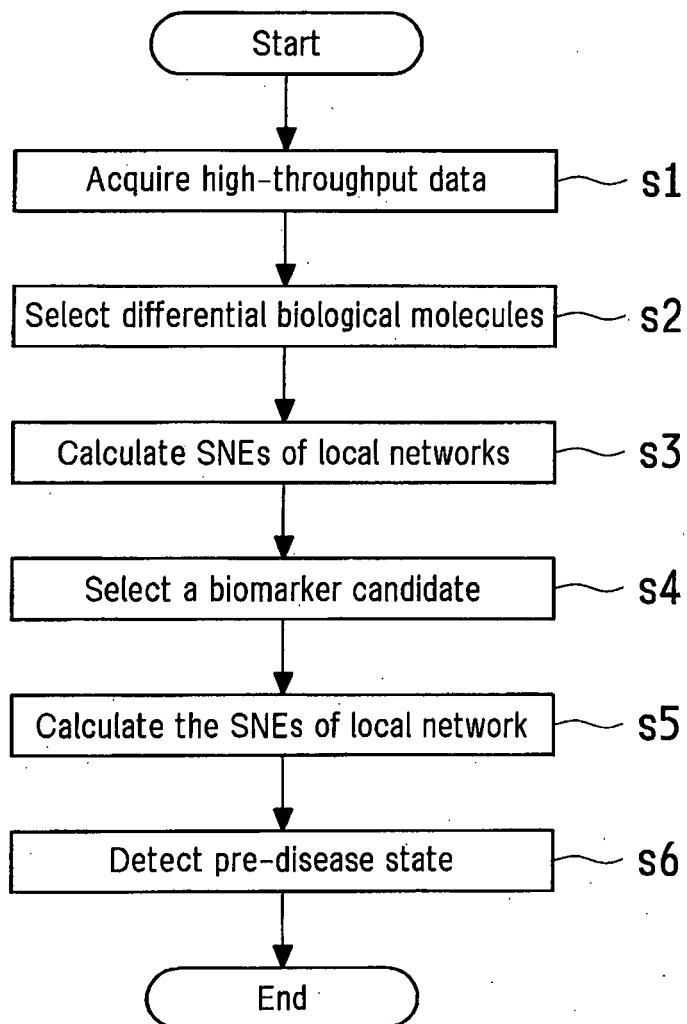 Start
Acquire high-throughput data
s1
Select differential biological molecules
s2
Calculate SNEs of local networks
s3
Select a biomarker candidate
s4
Calculate the SNEs of local network
s5
Detect pre-disease state
s6
End